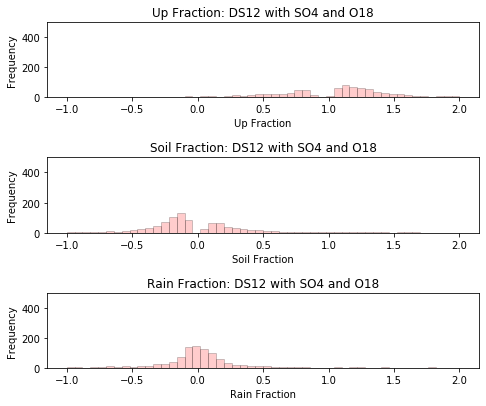 Up Fraction: DS12 with SO4 and O18
400
200
0
Frequency
−1.0 −0.5 0.0 0.5 1.0 1.5 2.0
Up Fraction
Soil Fraction: DS12 with SO4 and O18
400
200
0
Frequency
−1.0 −0.5 0.0 0.5 1.0 1.5 2.0
Soil Fraction
Rain Fraction: DS12 with SO4 and O18
400
200
0
Frequency
−1.0 −0.5 0.0 0.5 1.0 1.5 2.0
Rain Fraction